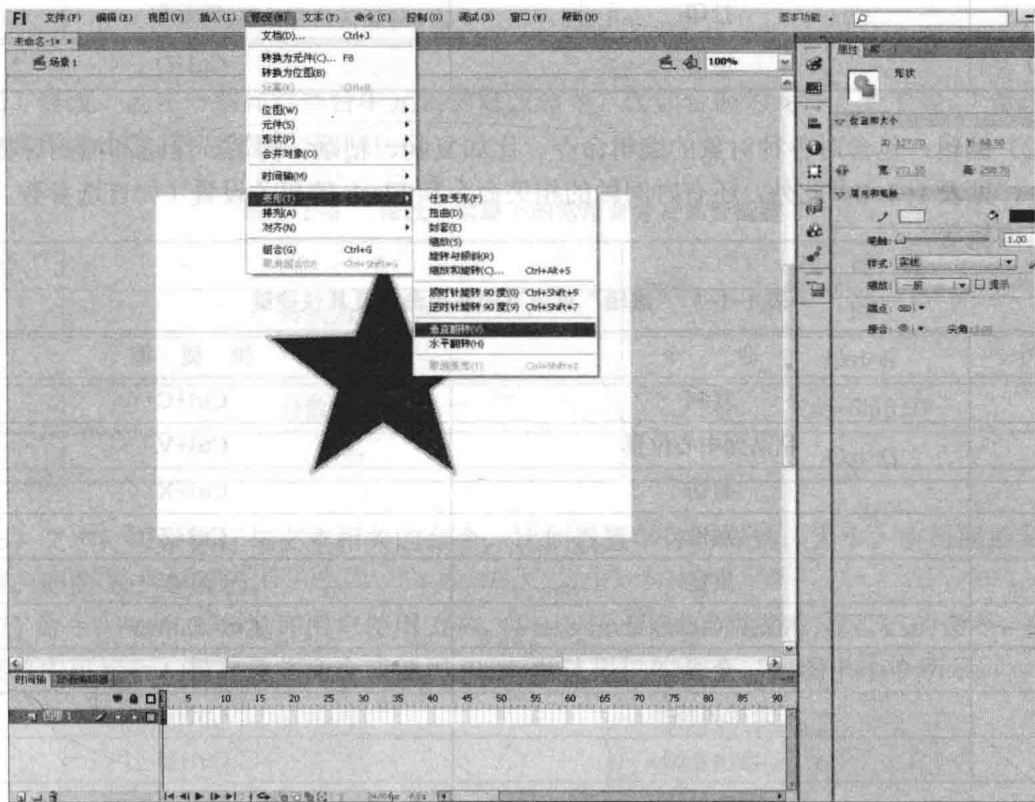 Fl 文件(F) 编辑(E) 视图(V) 插入(I) 修改(M) 文本(T) 命令(C) 控制(O) 调试(D) 窗口(W) 帮助(H) 基本功能
未命名-1* ×
场景 1
100%
文档(D)... Ctrl+J
转换为元件(C)... F8
转换为位图(B)
分离(K) Ctrl+B
位图(W)
元件(S)
形状(P)
合并对象(O)
时间轴(M)
变形(T)
排列(A)
对齐(N)
组合(G) Ctrl+G
取消组合(U) Ctrl+Shift+G
任意变形(F)
扭曲(D)
封套(E)
缩放(S)
旋转与倾斜(R)
缩放和旋转(C)... Ctrl+Alt+S
顺时针旋转 90 度(0) Ctrl+Shift+9
逆时针旋转 90 度(9) Ctrl+Shift+7
垂直翻转(V)
水平翻转(H)
取消变形(T) Ctrl+Shift+Z
属性 库
形状
位置和大小
X: 127.70 Y: 68.50
宽: 高:
填充和笔触
笔触: 1.00
样式: 实线
缩放: 一般 提示
端点:
接合: 尖角:
时间轴 动画编辑器
5 10 15 20 25 30 35 40 45 50 55 60 65 70 75 80 85 90
图层 1